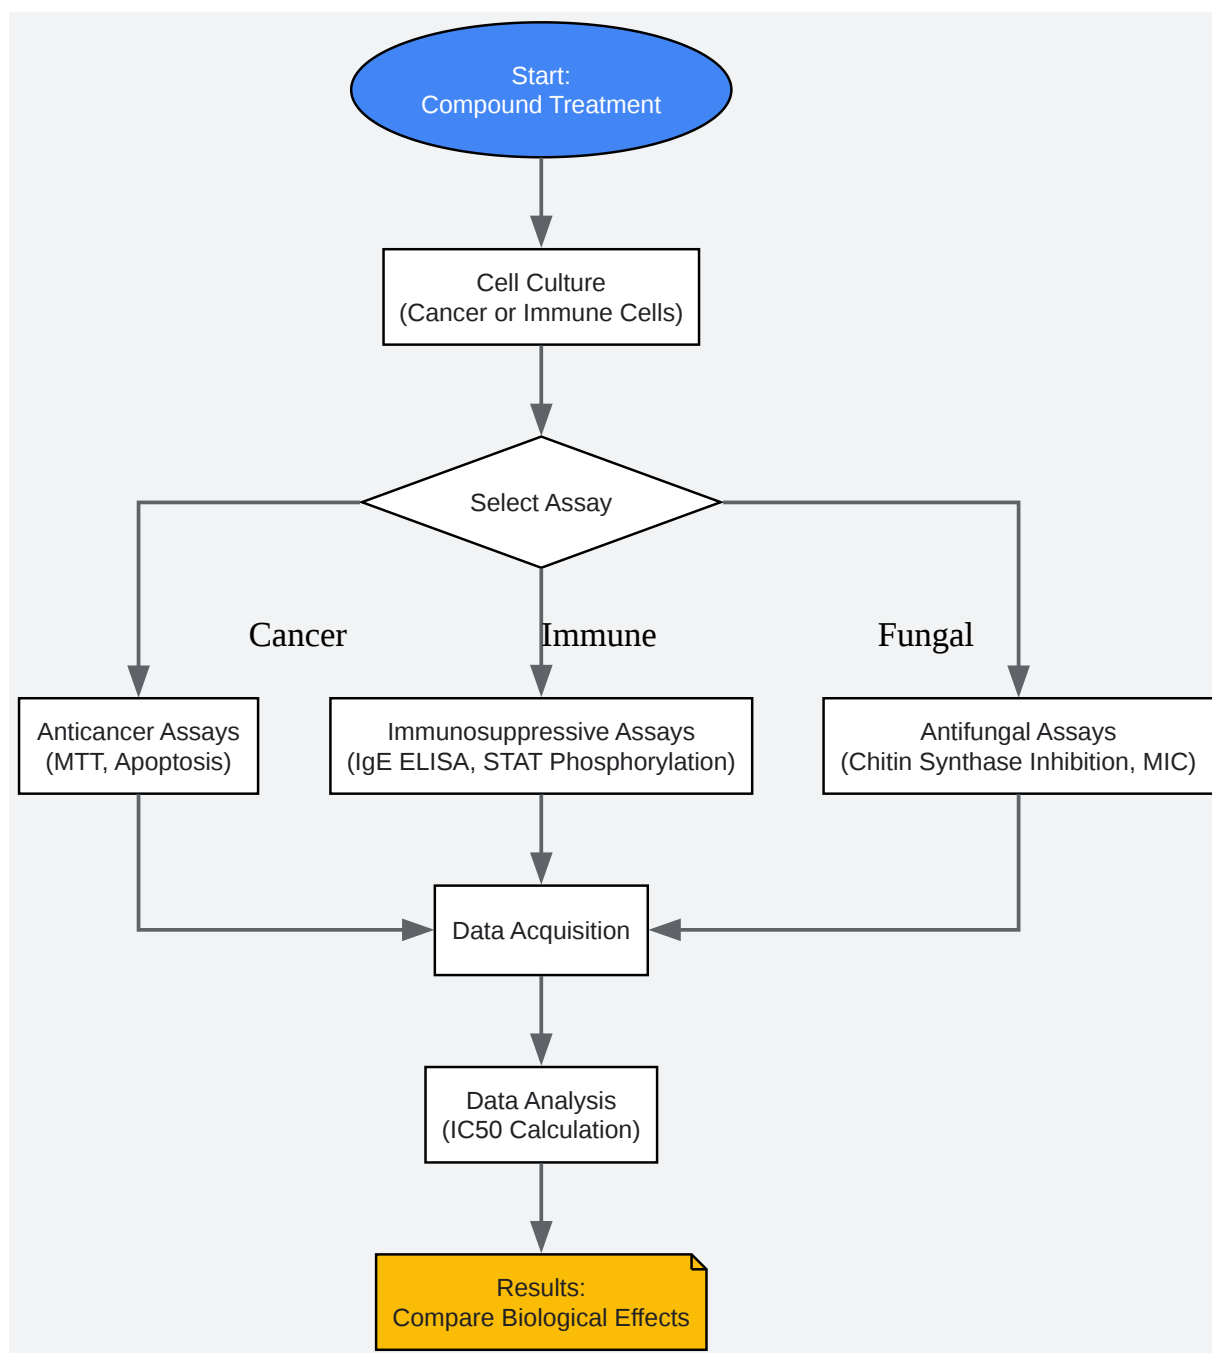 Start:
Compound Treatment
Cell Culture
(Cancer or Immune Cells)
Select Assay
Cancer
Immune
Fungal
Anticancer Assays
(MTT, Apoptosis)
Immunosuppressive Assays
(IgE ELISA, STAT Phosphorylation)
Antifungal Assays
(Chitin Synthase Inhibition, MIC)
Data Acquisition
Data Analysis
(IC50 Calculation)
Results:
Compare Biological Effects